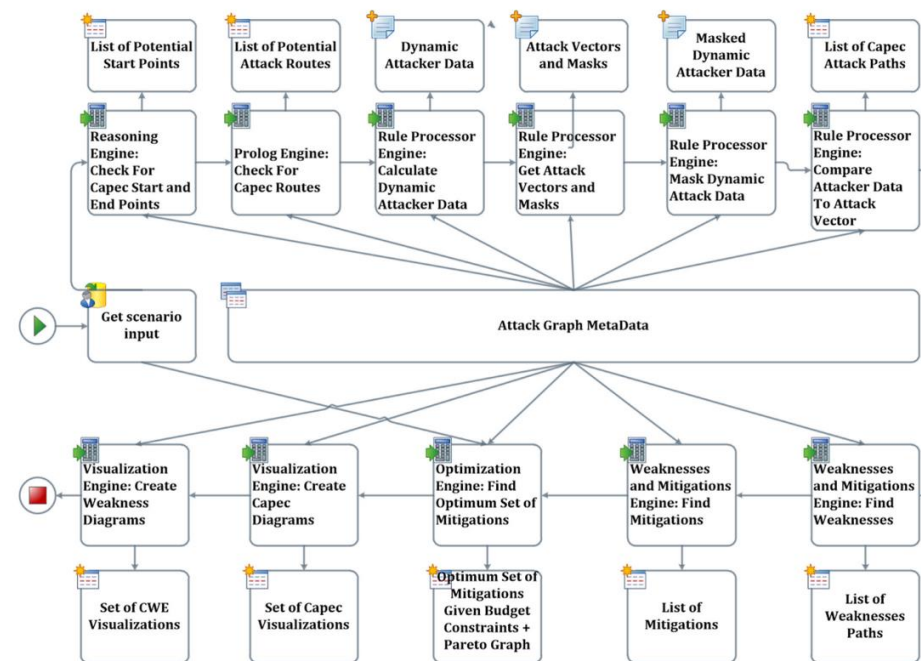 List of Potential
Start Points
List of Potential
Attack Routes
Dynamic
Attacker Data
Attack Vectors
and Masks
Masked
Dynamic
Attacker Data
List of Capec
Attack Paths
Reasoning
Engine:
Check For
Capec Start and
End Points
Prolog Engine:
Check For
Capec Routes
Rule Processor
Engine:
Calculate
Dynamic
Attacker Data
Rule Processor
Engine:
Get Attack
Vectors and
Masks
Rule Processor
Engine:
Mask Dynamic
Attack Data
Rule Processor
Engine:
Compare
Attacker Data
To Attack
Vector
Get scenario
input
Attack Graph MetaData
Visualization
Engine: Create
Weakness
Diagrams
Visualization
Engine: Create
Capec
Diagrams
Optimization
Engine: Find
Optimum Set of
Mitigations
Weaknesses
and Mitigations
Engine: Find
Mitigations
Weaknesses
and Mitigations
Engine: Find
Weaknesses
Set of CWE
Visualizations
Set of Capec
Visualizations
Optimum Set of
Mitigations
Given Budget
Constraints +
Pareto Graph
List of
Mitigations
List of
Weaknesses
Paths